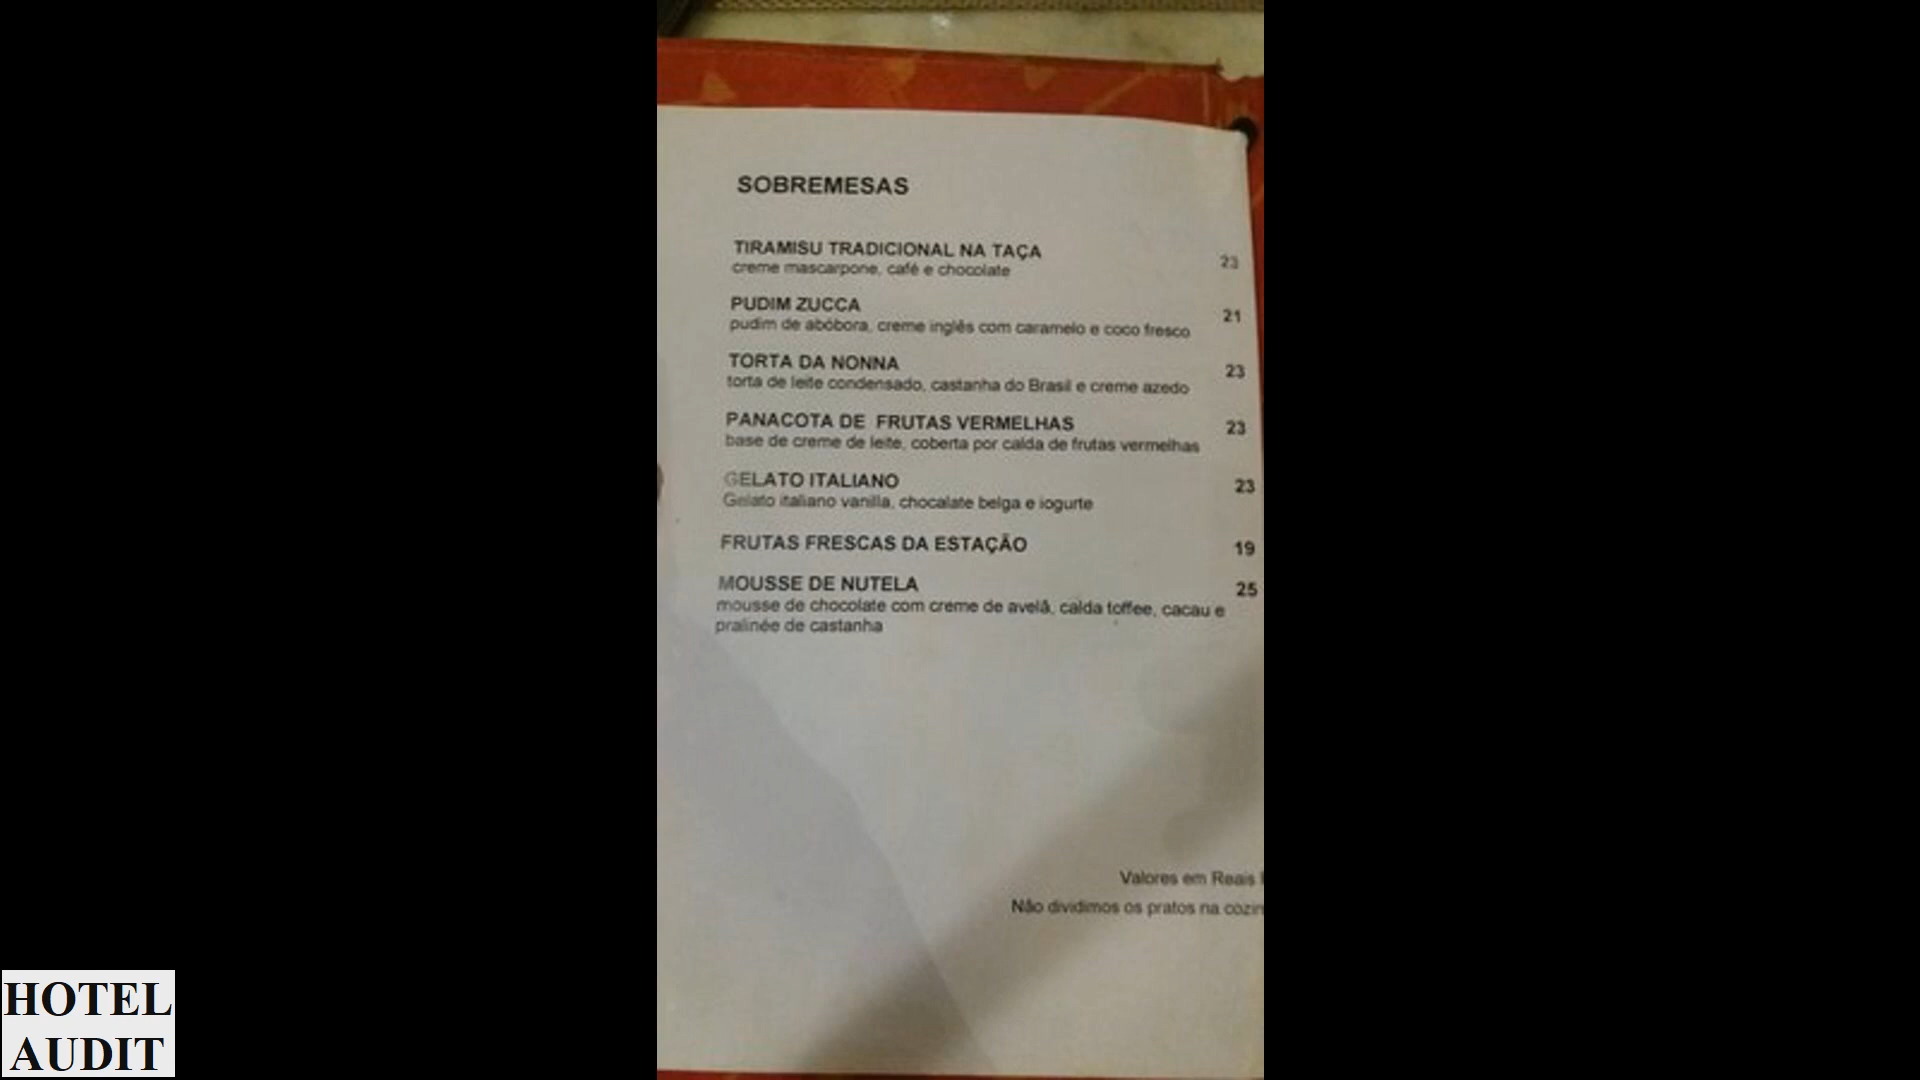 SOBREMESAS
TIRAMISU TRADICIONAL NA TAÇA 23
creme mascarpone, café e chocolate
PUDIM ZUCCA 21
pudim de abóbora, creme inglês com caramelo e coco fresco
TORTA DA NONNA 23
torta de leite condensado, castanha do Brasil e creme azedo
PANACOTA DE FRUTAS VERMELHAS 23
base de creme de leite, coberta por calda de frutas vermelhas
GELATO ITALIANO 23
Gelato italiano vanilla, chocalate belga e iogurte
FRUTAS FRESCAS DA ESTAÇÃO 19
MOUSSE DE NUTELA 25
mousse de chocolate com creme de avelã, calda toffee, cacau e
pralinée de castanha
Valores em Reais
Não dividimos os pratos na
HOTEL
AUDIT